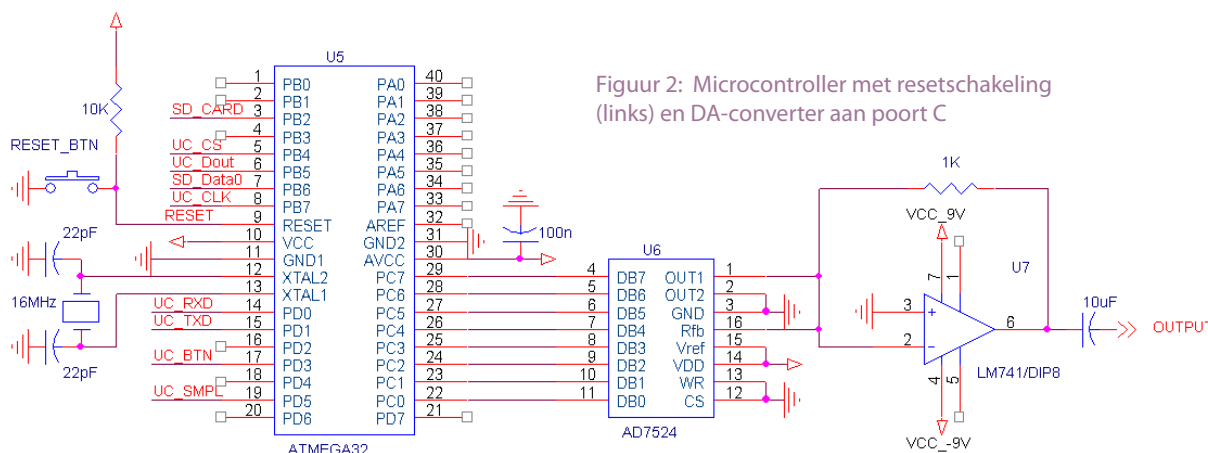 Figuur 2: Microcontroller met resetschakeling
(links) en DA-converter aan poort C
10K
RESET_BTN
RESET
22pF
16MHz
22pF
SD_CARD
UC_CS
UC_Dout
SD_Data0
UC_CLK
UC_RXD
UC_TXD
UC_BTN
UC_SMPL
U5
1 PB0 PA0 40
2 PB1 PA1 39
3 PB2 PA2 38
4 PB3 PA3 37
5 PB4 PA4 36
6 PB5 PA5 35
7 PB6 PA6 34
8 PB7 PA7 33
9 RESET AREF 32
10 VCC GND2 31
11 GND1 AVCC 30
12 XTAL2 PC7 29
13 XTAL1 PC6 28
14 PD0 PC5 27
15 PD1 PC4 26
16 PD2 PC3 25
17 PD3 PC2 24
18 PD4 PC1 23
19 PD5 PC0 22
20 PD6 PD7 21
ATMEGA32
100n
U6
4 DB7 OUT1 1
5 DB6 OUT2 2
6 DB5 GND 3
7 DB4 Rfb 16
8 DB3 Vref 15
9 DB2 VDD 14
10 DB1 WR 13
11 DB0 CS 12
AD7524
1K
VCC_9V
7
1
U7
3 +
2 −
6
4
5
LM741/DIP8
VCC_-9V
10uF
OUTPUT